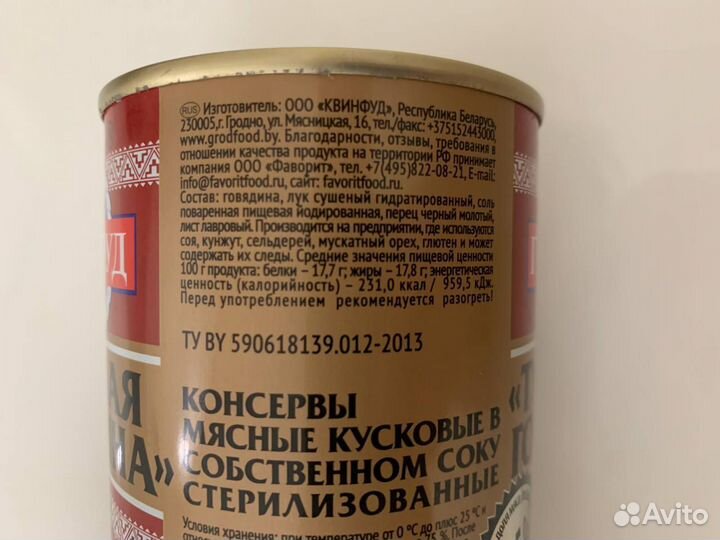 RUS Изготовитель: ООО «КВИНФУД», Республика Беларусь,
230005, г. Гродно, ул. Мясницкая, 16, тел./факс: +375152443000,
www.grodfood.by. Благодарности, отзывы, требования в
отношении качества продукта на территории РФ принимает
компания ООО «Фаворит», тел. +7(495)822-08-21, E-mail:
info@favoritfood.ru, сайт: favoritfood.ru.
Состав: говядина, лук сушеный гидратированный, соль
поваренная пищевая йодированная, перец черный молотый,
лист лавровый. Производится на предприятии, где используются
соя, кунжут, сельдерей, мускатный орех, глютен и может
содержать их следы. Средние значения пищевой ценности
100 г продукта: белки – 17,7 г; жиры – 17,8 г; энергетическая
ценность (калорийность) – 231,0 ккал / 959,5 кДж.
Перед употреблением рекомендуется разогреть!
УД
ТУ BY 590618139.012-2013
АЯ
НА»
КОНСЕРВЫ
МЯСНЫЕ КУСКОВЫЕ В
СОБСТВЕННОМ СОКУ
СТЕРИЛИЗОВАННЫЕ
Условия хранения: при температуре от 0 °С до плюс 25 °С и
75 %. После
Avito